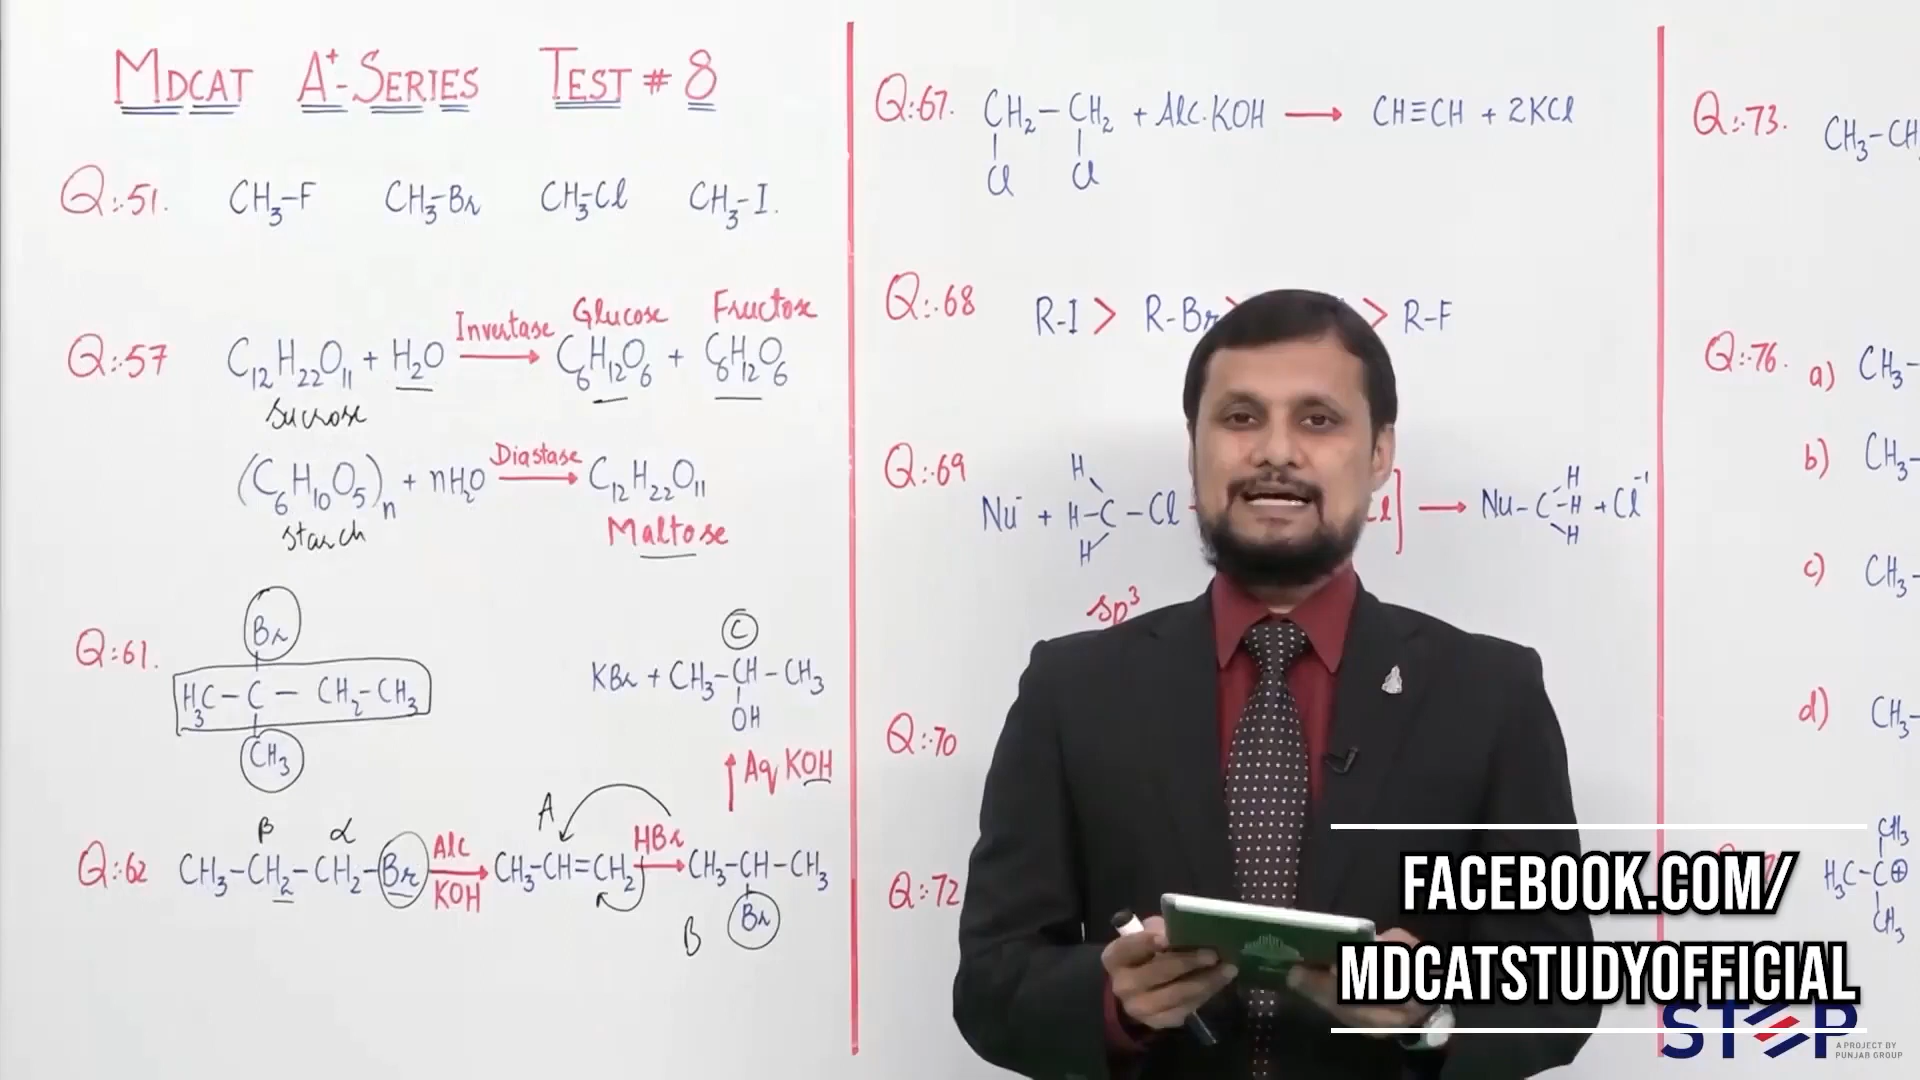 MDCAT A⁺-SERIES TEST # 8
Q:51. CH₃-F CH₃-Br CH₃-Cl CH₃-I.
Q:57 C₁₂H₂₂O₁₁ + H₂O Invertase → C₆H₁₂O₆ + C₆H₁₂O₆
Glucose Fructose
Sucrose
(C₆H₁₀O₅)n + nH₂O Diastase → C₁₂H₂₂O₁₁
Starch Maltose
Q:61.
Br
H₃C – C – CH₂-CH₃
CH₃
C
KBr + CH₃-CH-CH₃
OH
↑ Aq KOH
β α A
Q:62 CH₃-CH₂-CH₂-Br Alc KOH → CH₃-CH=CH₂ HBr → CH₃-CH-CH₃
B Br
Q:67. CH₂-CH₂ + Alc.KOH → CH≡CH + 2KCl
Cl Cl
Q:68 R-I > R-Br > > R-F
Q:69
H H
Nu⁻ + H-C-Cl Cl] → Nu-C-H + Cl⁻¹
H H
sp³
Q:70
Q:72
Q:73.
CH₃-CH
Q:76. a) CH₃-
b) CH₃-
c) CH₃-
d) CH₃-
CH₃
H₃C-C⊕
CH₃
FACEBOOK.COM/
MDCATSTUDYOFFICIAL
STEP
A PROJECT BY
PUNJAB GROUP